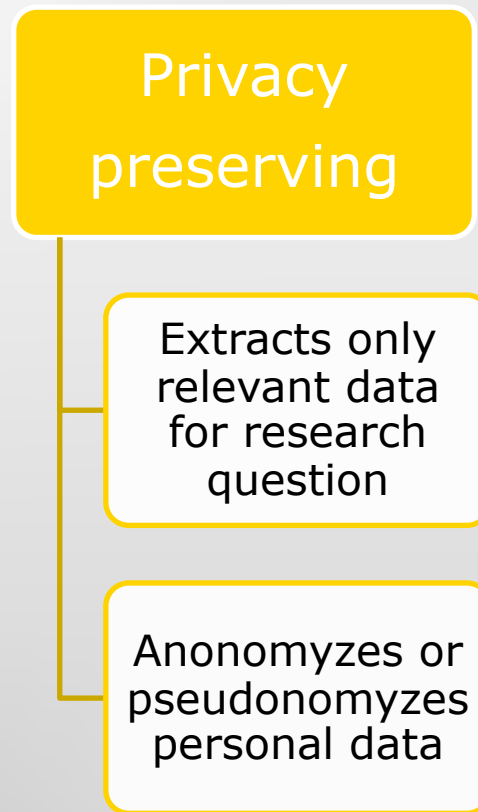 Privacy
preserving
Extracts only
relevant data
for research
question
Anonomyzes or
pseudonomyzes
personal data